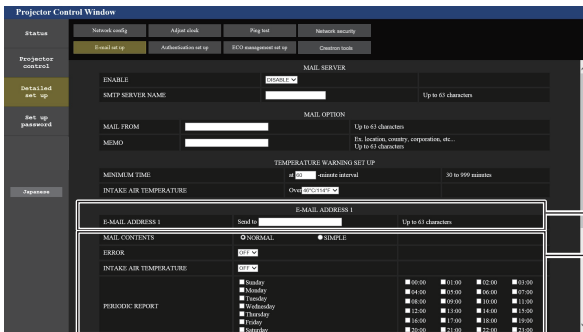 Projector Control Window
Status
Projector
control
Detailed
set up
Set up
password
Japanese
Network config Adjust clock Ping test Network security
E-mail set up Authentication set up ECO management set up Crestron tools
MAIL SERVER
ENABLE DISABLE
SMTP SERVER NAME Up to 63 characters
MAIL OPTION
MAIL FROM Up to 63 characters
MEMO Ex. location, country, corporation, etc...
Up to 63 characters
TEMPERATURE WARNING SET UP
MINIMUM TIME at 60 -minute interval 30 to 999 minutes
INTAKE AIR TEMPERATURE Over 46°C/114°F
E-MAIL ADDRESS 1
E-MAIL ADDRESS 1 Send to Up to 63 characters
MAIL CONTENTS NORMAL SIMPLE
ERROR OFF
INTAKE AIR TEMPERATURE OFF
PERIODIC REPORT
Sunday 00:00 01:00 02:00 03:00
Monday 04:00 05:00 06:00 07:00
Tuesday 08:00 09:00 10:00 11:00
Wednesday 12:00 13:00 14:00 15:00
Thursday 16:00 17:00 18:00 19:00
Friday 20:00 21:00 22:00 23:00
Saturday